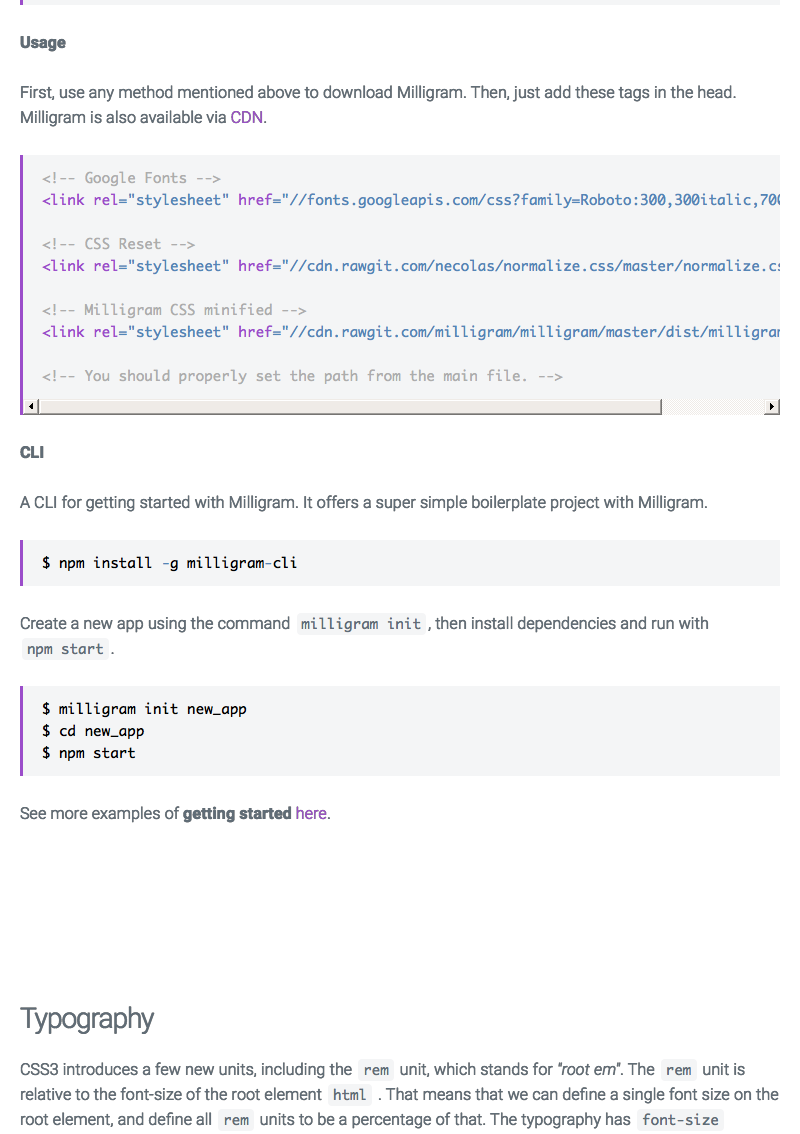 Usage
First, use any method mentioned above to download Milligram. Then, just add these tags in the head.
Milligram is also available via CDN.
<!-- Google Fonts -->
<link rel="stylesheet" href="//fonts.googleapis.com/css?family=Roboto:300,300italic,700
<!-- CSS Reset -->
<link rel="stylesheet" href="//cdn.rawgit.com/necolas/normalize.css/master/normalize.cs
<!-- Milligram CSS minified -->
<link rel="stylesheet" href="//cdn.rawgit.com/milligram/milligram/master/dist/milligram
<!-- You should properly set the path from the main file. -->
CLI
A CLI for getting started with Milligram. It offers a super simple boilerplate project with Milligram.
$ npm install -g milligram-cli
Create a new app using the command milligram init, then install dependencies and run with
npm start.
$ milligram init new_app
$ cd new_app
$ npm start
See more examples of getting started here.
Typography
CSS3 introduces a few new units, including the rem unit, which stands for "root em". The rem unit is
relative to the font-size of the root element html . That means that we can define a single font size on the
root element, and define all rem units to be a percentage of that. The typography has font-size